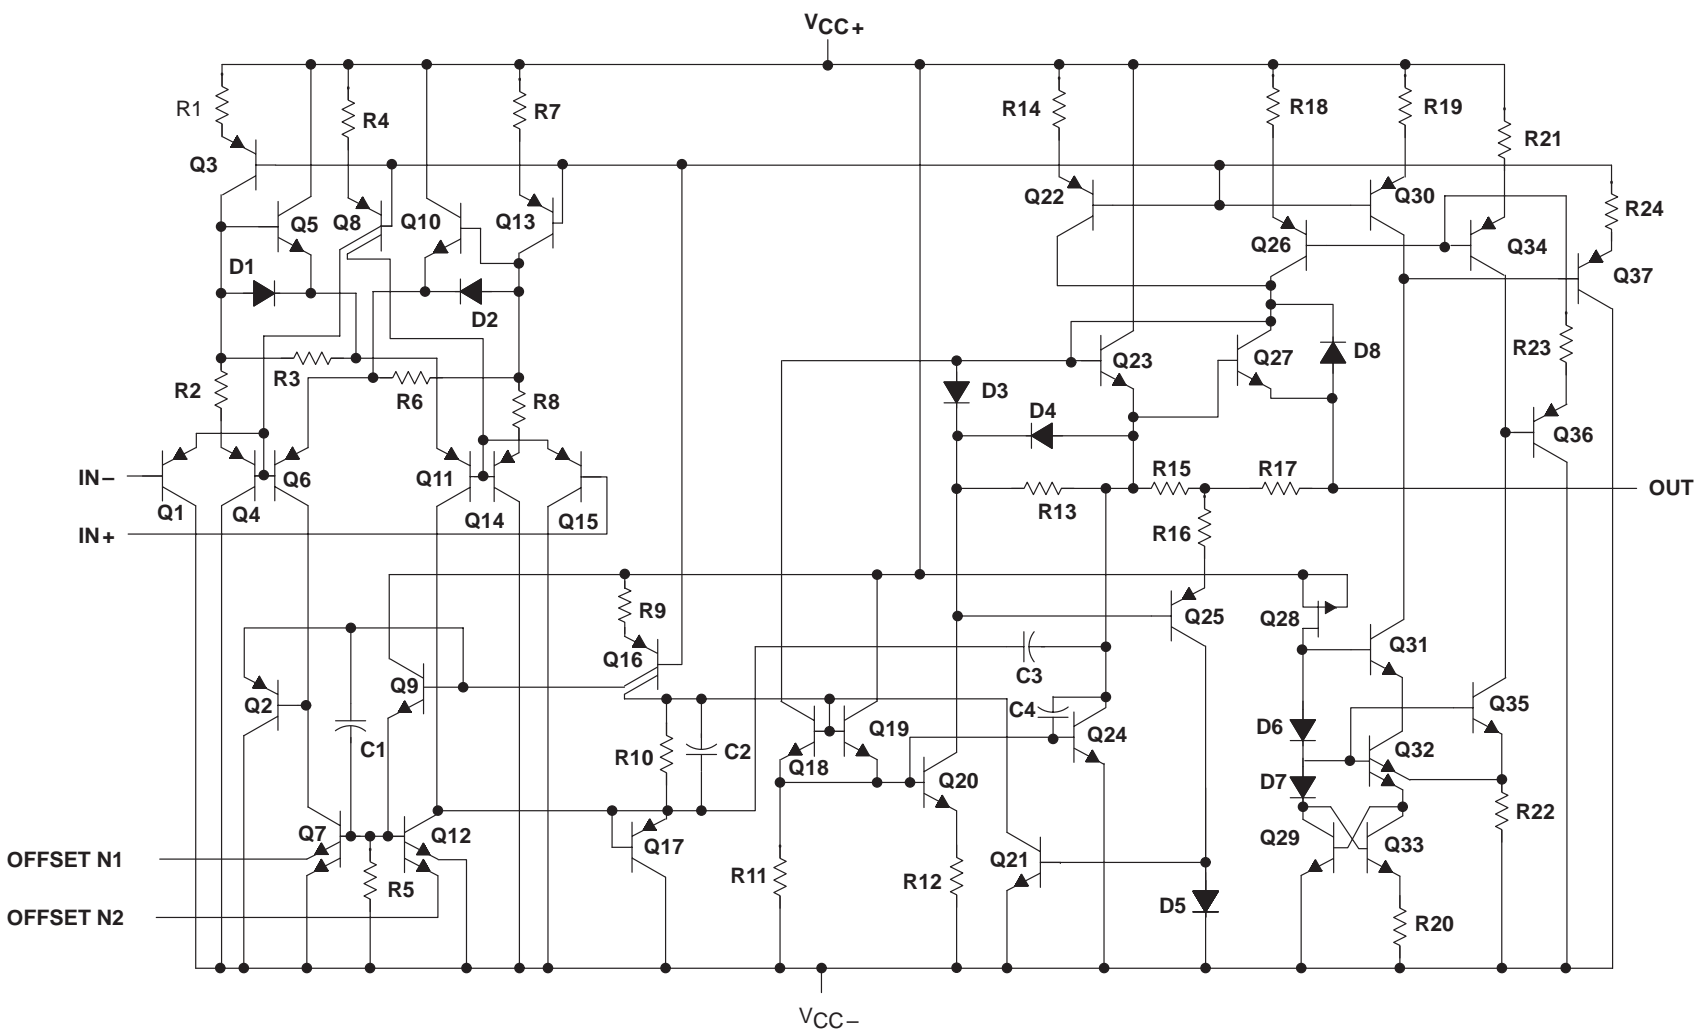 VCC+
R1
R4
R7
R14
R18
R19
R21
Q3
Q5
Q8
Q10
Q13
Q22
Q30
R24
Q26
Q34
Q37
D1
D2
Q23
Q27
D8
R23
R2
R3
R6
R8
D3
D4
Q36
IN–
Q6
Q11
R15
R17
OUT
Q1
Q4
Q14
Q15
R13
R16
IN+
R9
Q25
Q28
Q16
Q31
C3
Q2
Q9
C4
Q35
C1
R10
C2
Q18
Q19
Q24
D6
Q32
Q20
D7
R22
Q7
Q12
Q17
Q29
Q33
OFFSET N1
R5
R11
R12
Q21
OFFSET N2
D5
R20
VCC–